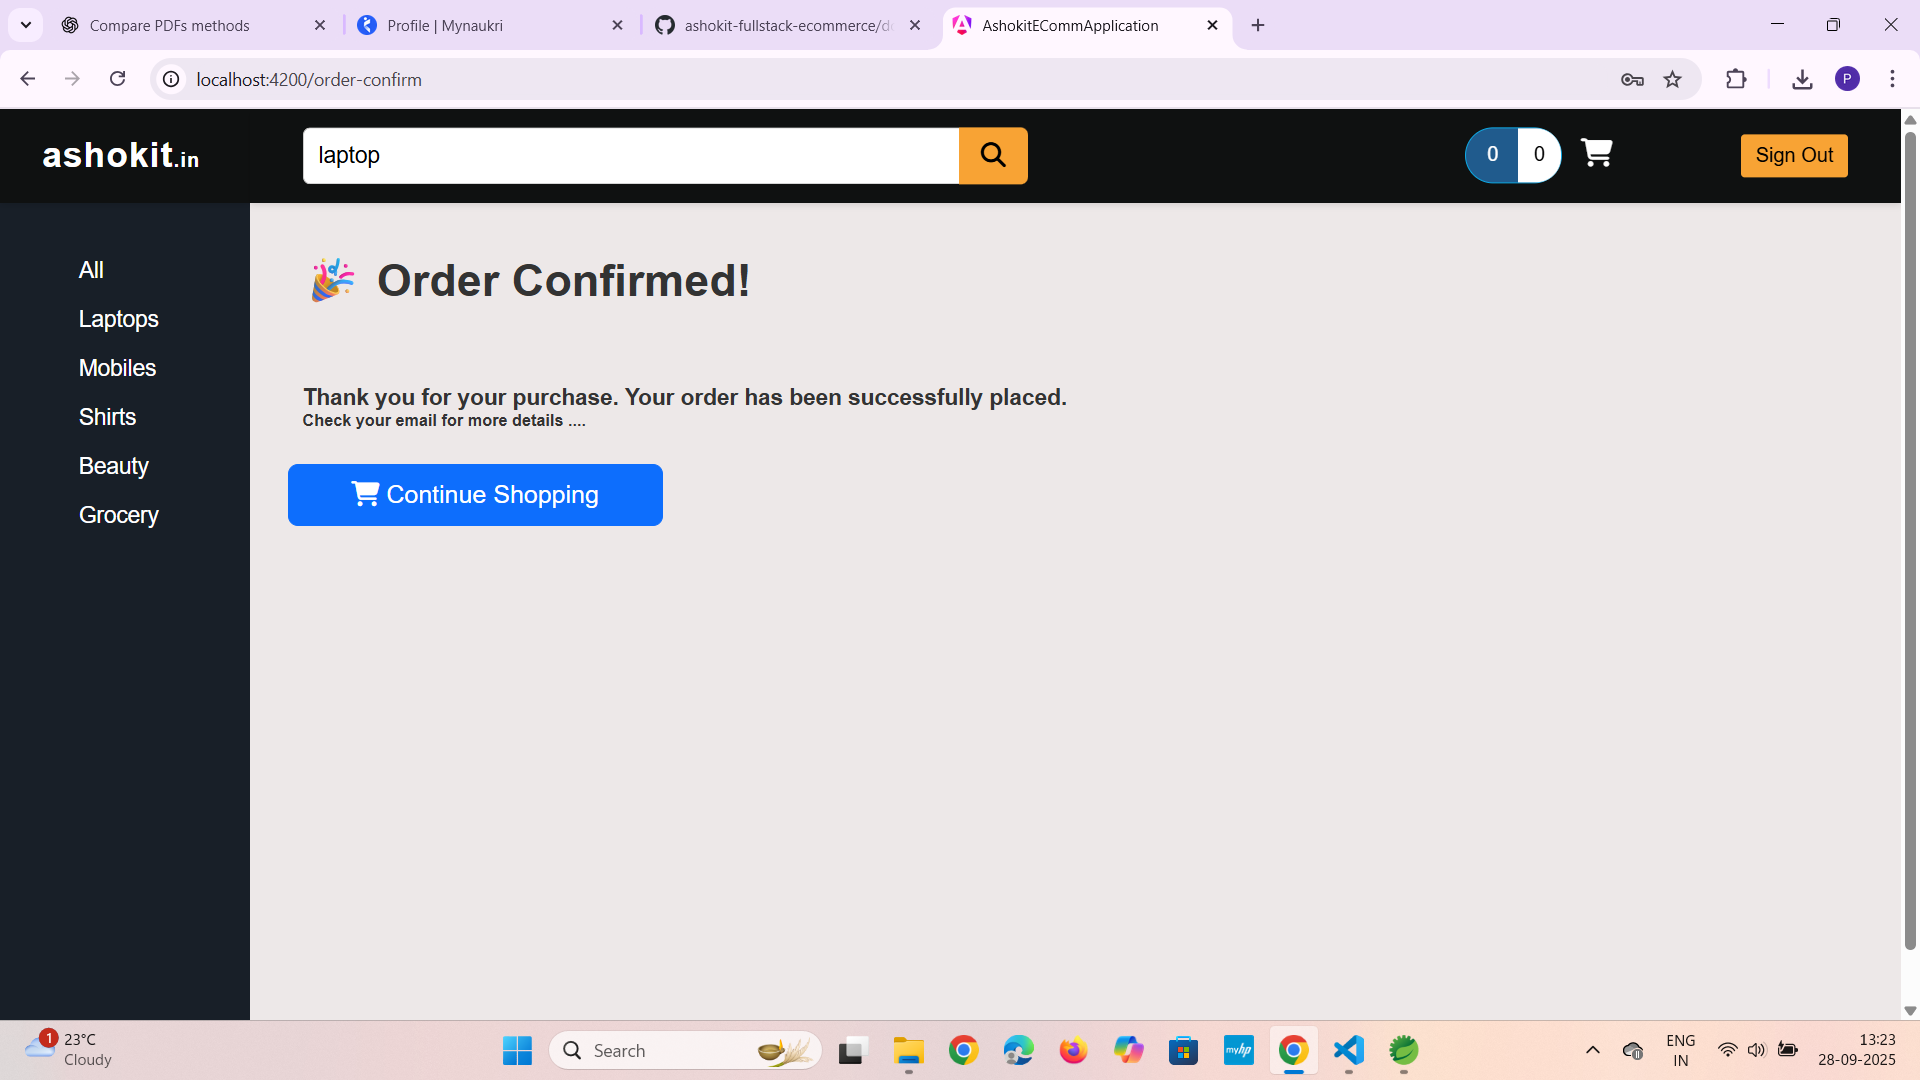 Compare PDFs methods
Profile | Mynaukri
ashokit-fullstack-ecommerce/
AshokitECommApplication
localhost:4200/order-confirm
P
ashokit.in
laptop
0
0
Sign Out
All
Laptops
Mobiles
Shirts
Beauty
Grocery
🎉 Order Confirmed!
Thank you for your purchase. Your order has been successfully placed.
Check your email for more details ....
Continue Shopping
1
23°C
Cloudy
Search
myhp
ENG
IN
13:23
28-09-2025